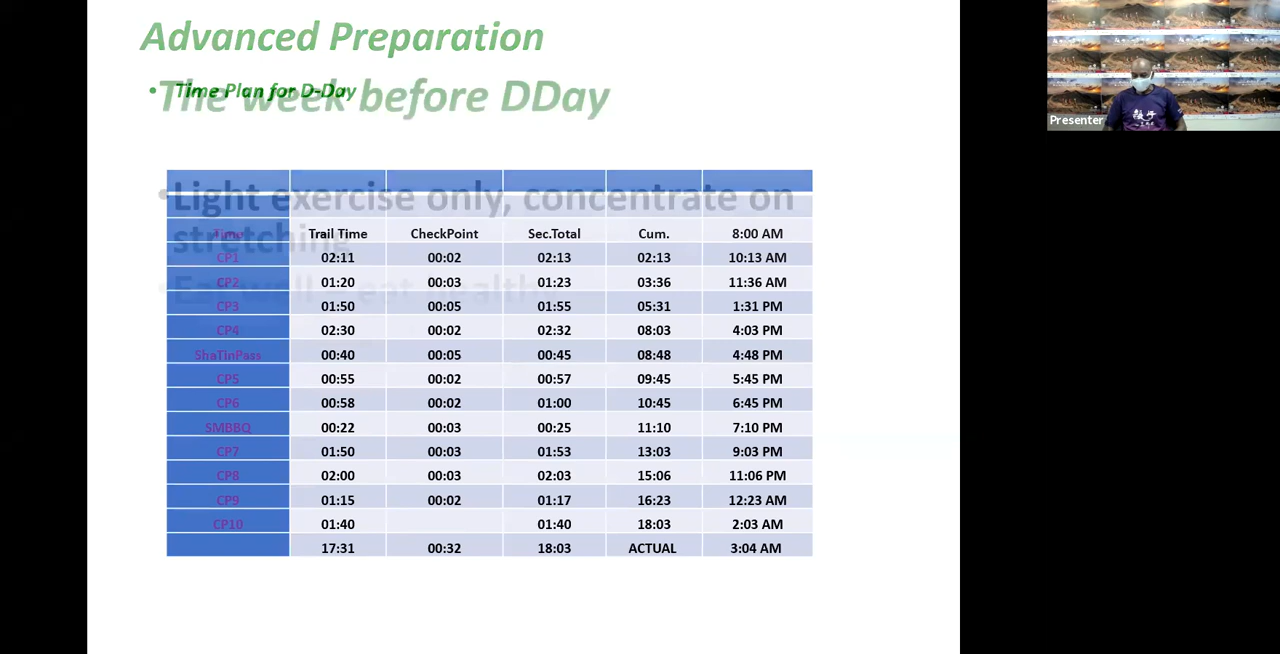 Advanced Preparation
• Time Plan for D-Day
The week before DDay
• Light exercise only, concentrate on
stretching
• Eat well, eat health
Time Trail Time CheckPoint Sec.Total Cum. 8:00 AM
CP1 02:11 00:02 02:13 02:13 10:13 AM
CP2 01:20 00:03 01:23 03:36 11:36 AM
CP3 01:50 00:05 01:55 05:31 1:31 PM
CP4 02:30 00:02 02:32 08:03 4:03 PM
ShaTinPass 00:40 00:05 00:45 08:48 4:48 PM
CP5 00:55 00:02 00:57 09:45 5:45 PM
CP6 00:58 00:02 01:00 10:45 6:45 PM
SMBBQ 00:22 00:03 00:25 11:10 7:10 PM
CP7 01:50 00:03 01:53 13:03 9:03 PM
CP8 02:00 00:03 02:03 15:06 11:06 PM
CP9 01:15 00:02 01:17 16:23 12:23 AM
CP10 01:40 01:40 18:03 2:03 AM
17:31 00:32 18:03 ACTUAL 3:04 AM
Presenter